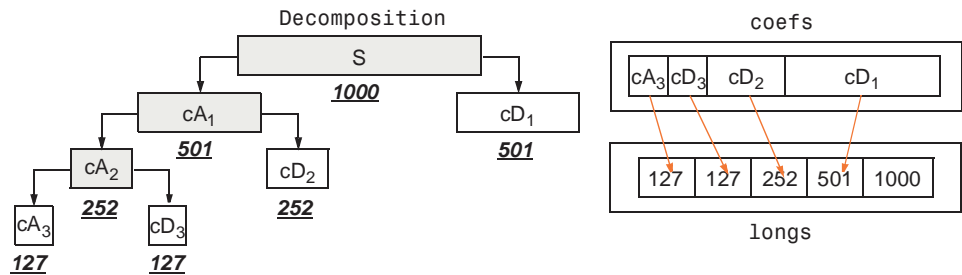 Decomposition
S
1000
cA₁
501
cD₁
501
cA₂
252
cD₂
252
cA₃
127
cD₃
127
coefs
cA₃ cD₃ cD₂ cD₁
127 127 252 501 1000
longs